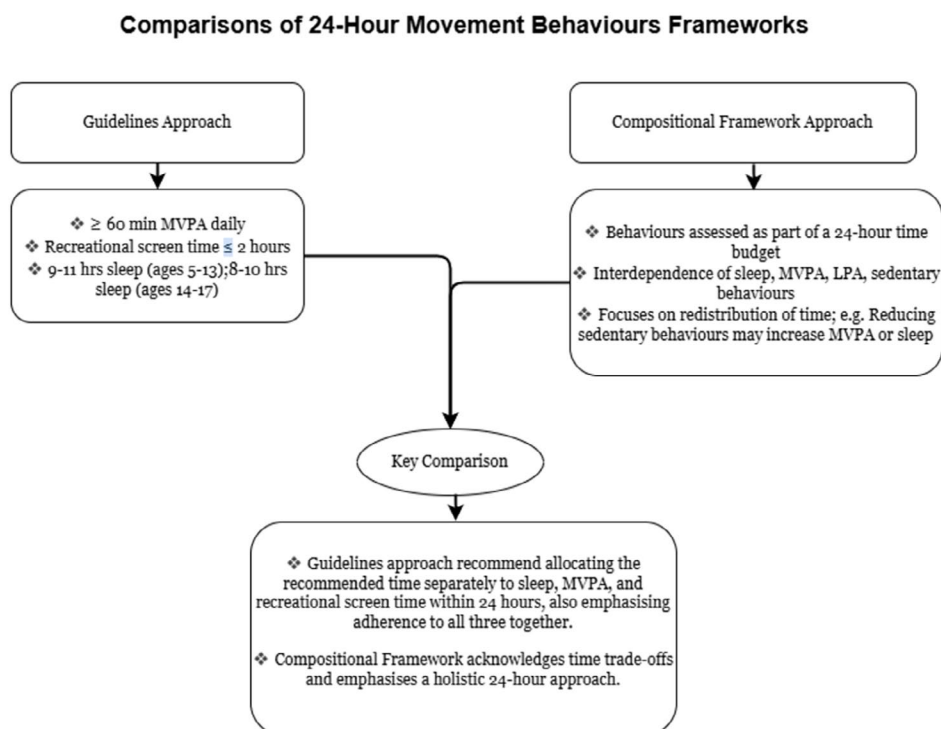 Comparisons of 24-Hour Movement Behaviours Frameworks
Guidelines Approach
❖ ≥ 60 min MVPA daily
❖ Recreational screen time ≤ 2 hours
❖ 9-11 hrs sleep (ages 5-13);8-10 hrs
sleep (ages 14-17)
Compositional Framework Approach
❖ Behaviours assessed as part of a 24-hour time
budget
❖ Interdependence of sleep, MVPA, LPA, sedentary
behaviours
❖ Focuses on redistribution of time; e.g. Reducing
sedentary behaviours may increase MVPA or sleep
Key Comparison
❖ Guidelines approach recommend allocating the
recommended time separately to sleep, MVPA, and
recreational screen time within 24 hours, also emphasising
adherence to all three together.
❖ Compositional Framework acknowledges time trade-offs
and emphasises a holistic 24-hour approach.